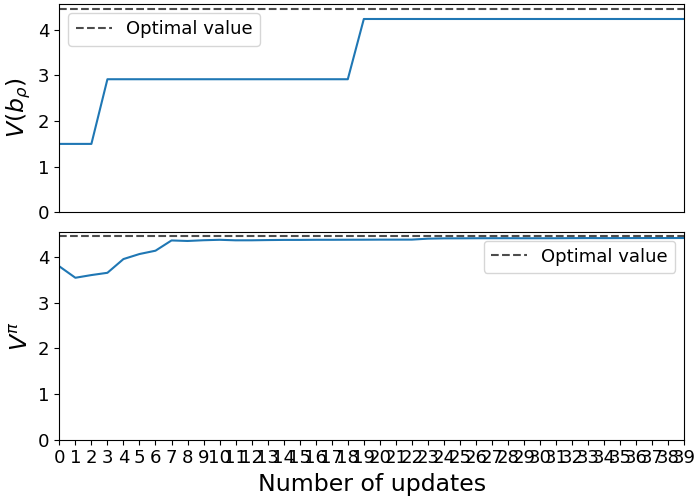 4
3
2
1
0
V(b_ρ)
Optimal value
4
3
2
1
0
V^π
Optimal value
0 1 2 3 4 5 6 7 8 9 10 11 12 13 14 15 16 17 18 19 20 21 22 23 24 25 26 27 28 29 30 31 32 33 34 35 36 37 38 39
Number of updates